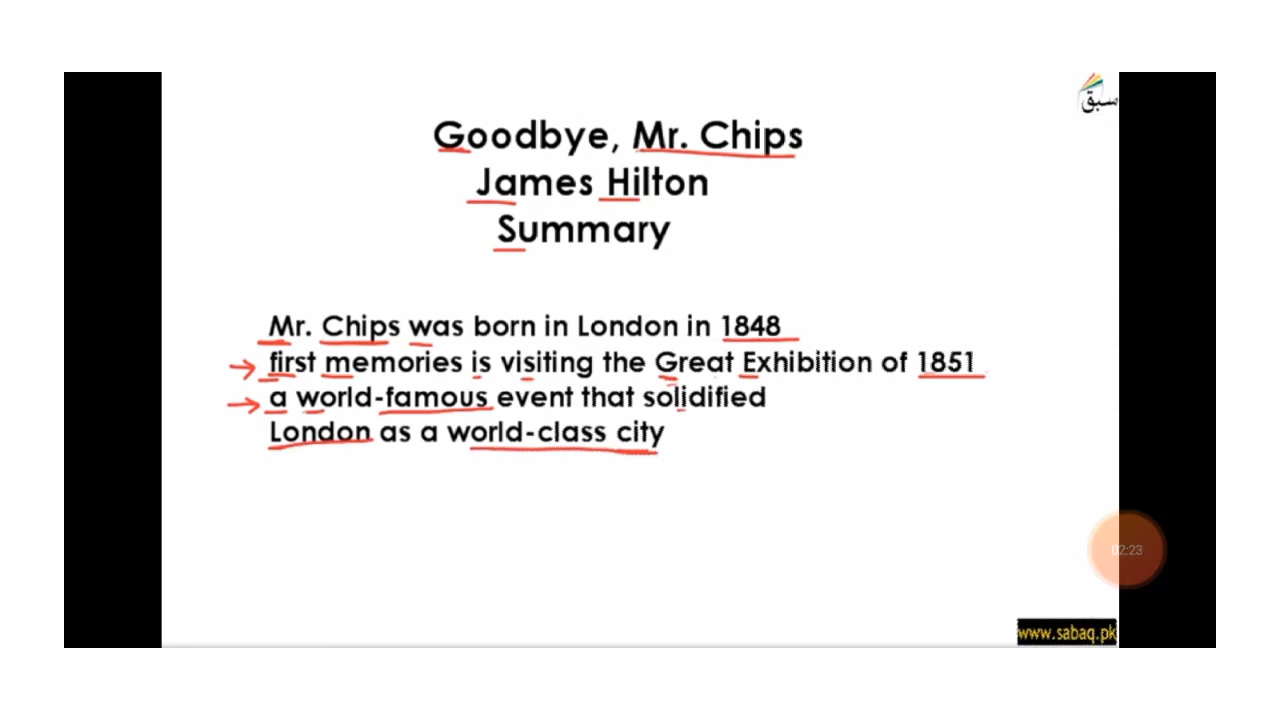 سبق
Goodbye, Mr. Chips
James Hilton
Summary
Mr. Chips was born in London in 1848
first memories is visiting the Great Exhibition of 1851
a world-famous event that solidified
London as a world-class city
02:23
www.sabaq.pk